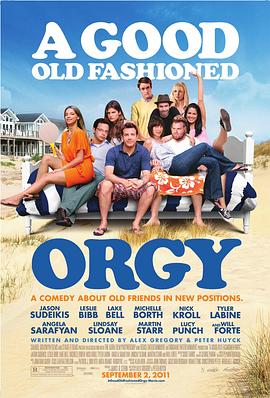 A GOOD
OLD FASHIONED
ORGY
A COMEDY ABOUT OLD FRIENDS IN NEW POSITIONS.
JASON LESLIE LAKE MICHELLE NICK TYLER
SUDEIKIS BIBB BELL BORTH KROLL LABINE
ANGELA LINDSAY MARTIN LUCY AND WILL
SARAFYAN SLOANE STARR PUNCH FORTE
WRITTEN AND DIRECTED BY ALEX GREGORY & PETER HUYCK
R
SEPTEMBER 2, 2011